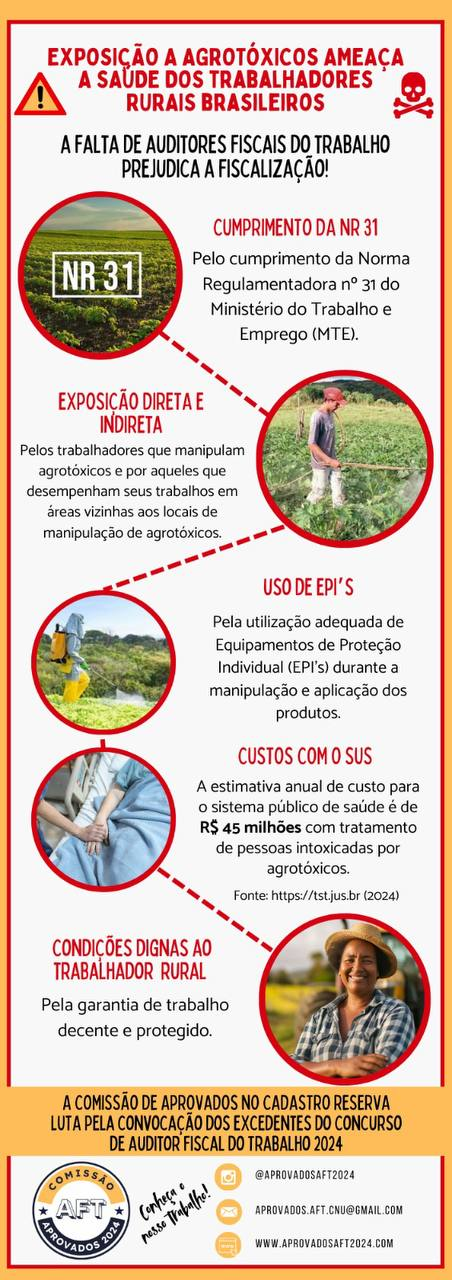 EXPOSIÇÃO A AGROTÓXICOS AMEAÇA
A SAÚDE DOS TRABALHADORES
RURAIS BRASILEIROS
A FALTA DE AUDITORES FISCAIS DO TRABALHO
PREJUDICA A FISCALIZAÇÃO!
NR 31
CUMPRIMENTO DA NR 31
Pelo cumprimento da Norma
Regulamentadora nº 31 do
Ministério do Trabalho e
Emprego (MTE).
EXPOSIÇÃO DIRETA E
INDIRETA
Pelos trabalhadores que manipulam
agrotóxicos e por aqueles que
desempenham seus trabalhos em
áreas vizinhas aos locais de
manipulação de agrotóxicos.
USO DE EPI'S
Pela utilização adequada de
Equipamentos de Proteção
Individual (EPI's) durante a
manipulação e aplicação dos
produtos.
CUSTOS COM O SUS
A estimativa anual de custo para
o sistema público de saúde é de
R$ 45 milhões com tratamento
de pessoas intoxicadas por
agrotóxicos.
Fonte: https://tst.jus.br (2024)
CONDIÇÕES DIGNAS AO
TRABALHADOR RURAL
Pela garantia de trabalho
decente e protegido.
A COMISSÃO DE APROVADOS NO CADASTRO RESERVA
LUTA PELA CONVOCAÇÃO DOS EXCEDENTES DO CONCURSO
DE AUDITOR FISCAL DO TRABALHO 2024
COMISSÃO
AFT
APROVADOS 2024
Conheça o
nosso trabalho!
@APROVADOSAFT2024
APROVADOS.AFT.CNU@GMAIL.COM
WWW.APROVADOSAFT2024.COM